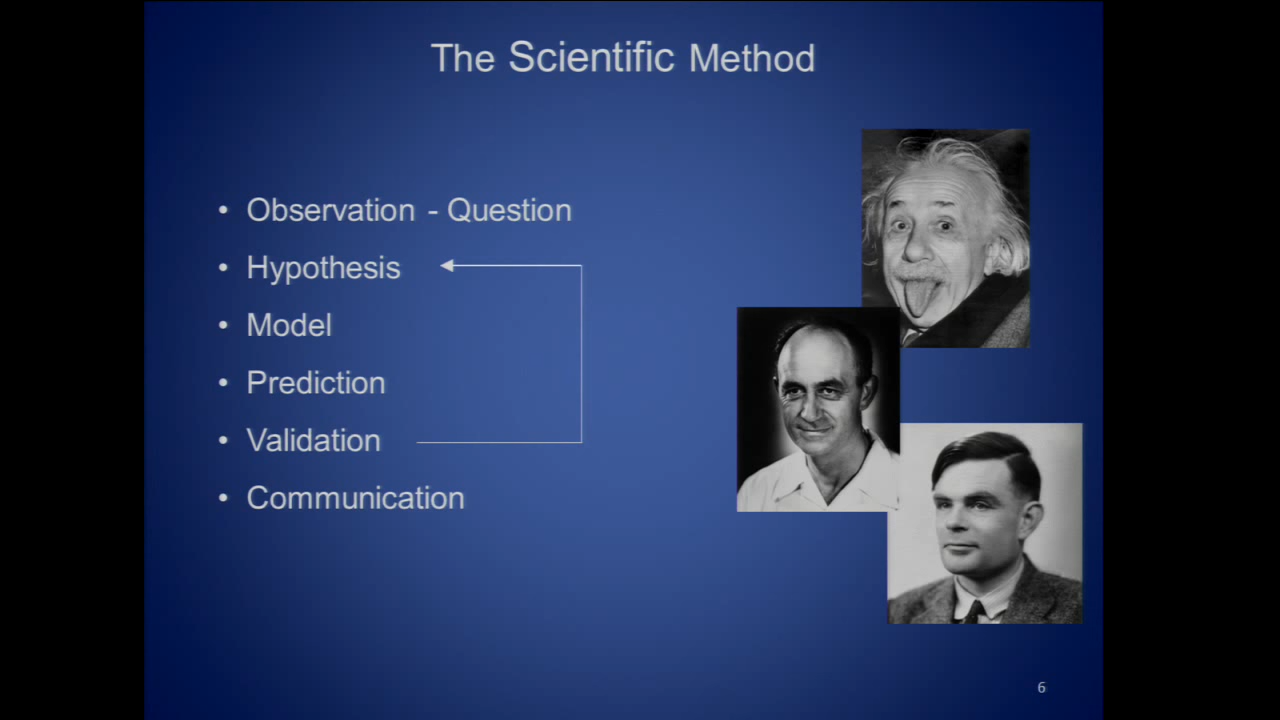 The Scientific Method
• Observation - Question
• Hypothesis
• Model
• Prediction
• Validation
• Communication
6